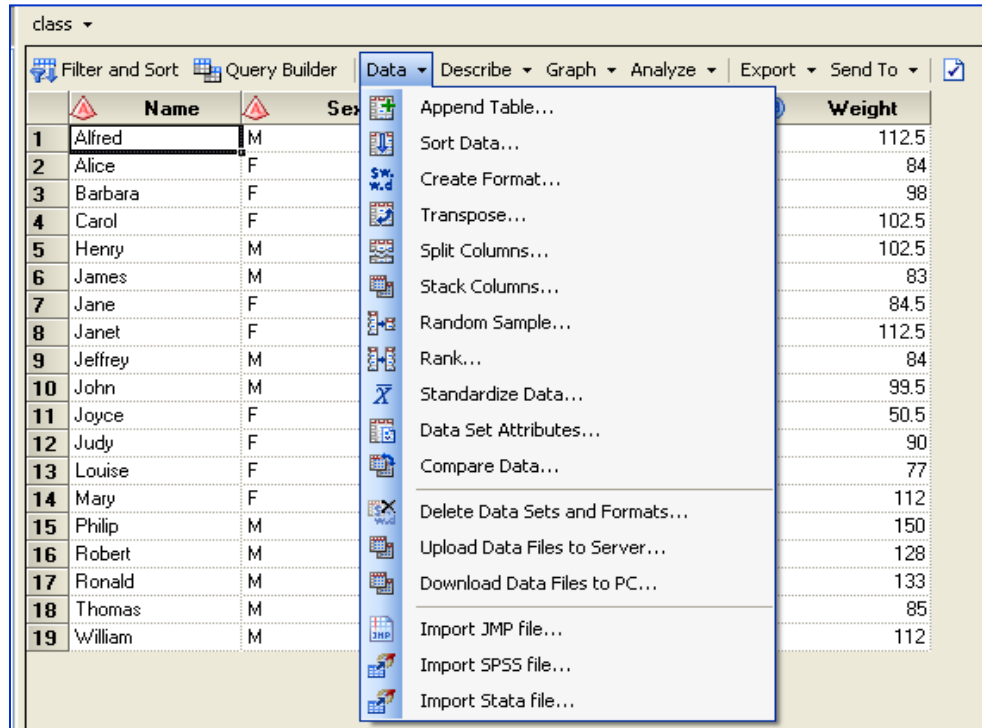 class
Filter and Sort Query Builder Data Describe Graph Analyze Export Send To
Name Sex Weight
1 Alfred M 112.5
2 Alice F 84
3 Barbara F 98
4 Carol F 102.5
5 Henry M 102.5
6 James M 83
7 Jane F 84.5
8 Janet F 112.5
9 Jeffrey M 84
10 John M 99.5
11 Joyce F 50.5
12 Judy F 90
13 Louise F 77
14 Mary F 112
15 Philip M 150
16 Robert M 128
17 Ronald M 133
18 Thomas M 85
19 William M 112
Append Table...
Sort Data...
$w. w.d Create Format...
Transpose...
Split Columns...
Stack Columns...
Random Sample...
Rank...
Standardize Data...
Data Set Attributes...
Compare Data...
Delete Data Sets and Formats...
Upload Data Files to Server...
Download Data Files to PC...
JMP Import JMP file...
Import SPSS file...
Import Stata file...